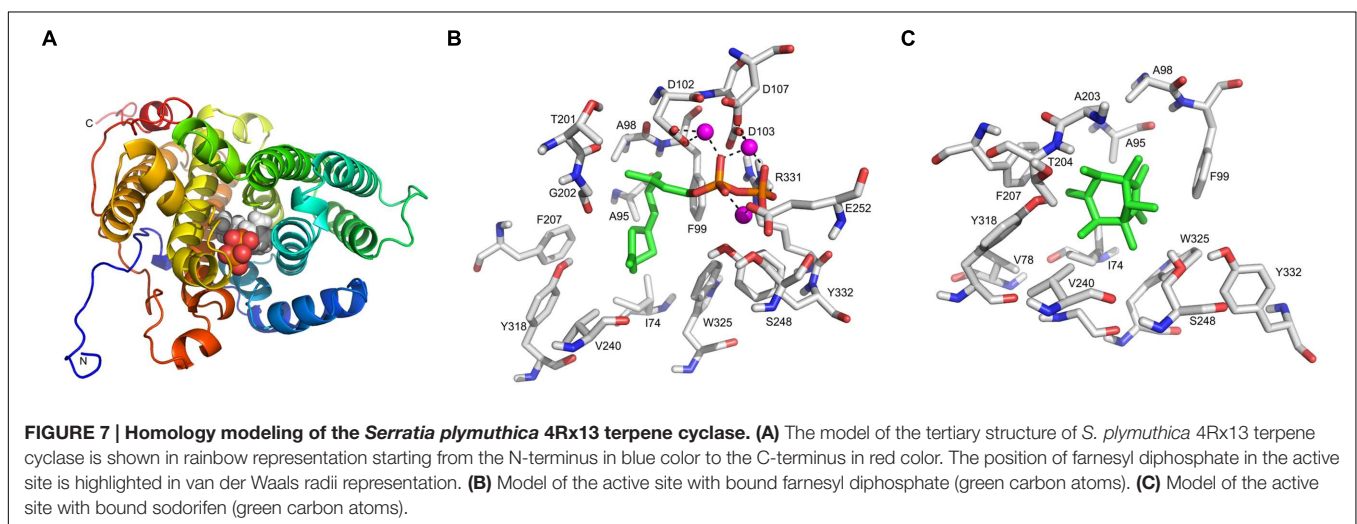 A
B
C
C
N
D102
D107
T201
A98
D103
G202
R331
A95
E252
F207
F99
Y332
Y318
I74
W325
S248
V240
A98
A203
A95
T204
F99
F207
Y318
W325
V78
I74
Y332
V240
S248
FIGURE 7 | Homology modeling of the Serratia plymuthica 4Rx13 terpene cyclase. (A) The model of the tertiary structure of S. plymuthica 4Rx13 terpene
cyclase is shown in rainbow representation starting from the N-terminus in blue color to the C-terminus in red color. The position of farnesyl diphosphate in the active
site is highlighted in van der Waals radii representation. (B) Model of the active site with bound farnesyl diphosphate (green carbon atoms). (C) Model of the active
site with bound sodorifen (green carbon atoms).